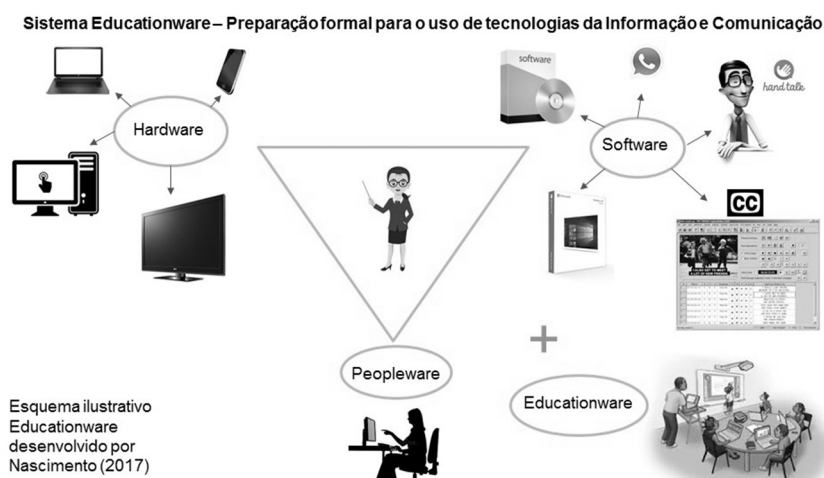 Sistema Educationware – Preparação formal para o uso de tecnologias da Informação e Comunicação
software
hand talk
Hardware
Software
CC
Peopleware
Educationware
Esquema ilustrativo
Educationware
desenvolvido por
Nascimento (2017)